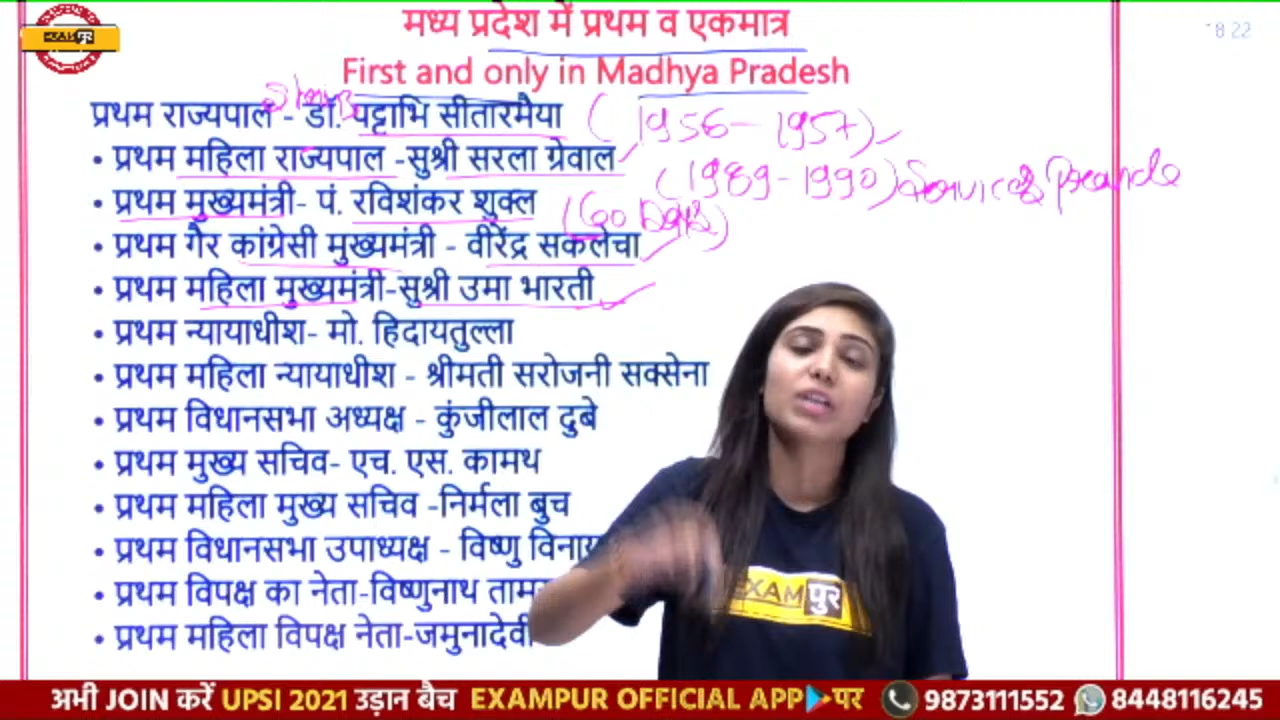 मध्य प्रदेश में प्रथम व एकमात्र
First and only in Madhya Pradesh
EXAMपुर
18 22
प्रथम राज्यपाल - डॉ. पट्टाभि सीतारमैया (1956-1957)
• प्रथम महिला राज्यपाल -सुश्री सरला ग्रेवाल
(1989-1990)
• प्रथम मुख्यमंत्री- पं. रविशंकर शुक्ल (60 Days)
• प्रथम गैर कांग्रेसी मुख्यमंत्री - वीरेंद्र सकलेचा
• प्रथम महिला मुख्यमंत्री-सुश्री उमा भारती
• प्रथम न्यायाधीश- मो. हिदायतुल्ला
• प्रथम महिला न्यायाधीश - श्रीमती सरोजनी सक्सेना
• प्रथम विधानसभा अध्यक्ष - कुंजीलाल दुबे
• प्रथम मुख्य सचिव- एच. एस. कामथ
• प्रथम महिला मुख्य सचिव -निर्मला बुच
• प्रथम विधानसभा उपाध्यक्ष - विष्णु
• प्रथम विपक्ष का नेता-विष्णुनाथ
• प्रथम महिला विपक्ष नेता-जमुनादेवी
EXAMपुर
अभी JOIN करें UPSI 2021 उड़ान बैच EXAMPUR OFFICIAL APP पर 9873111552 8448116245